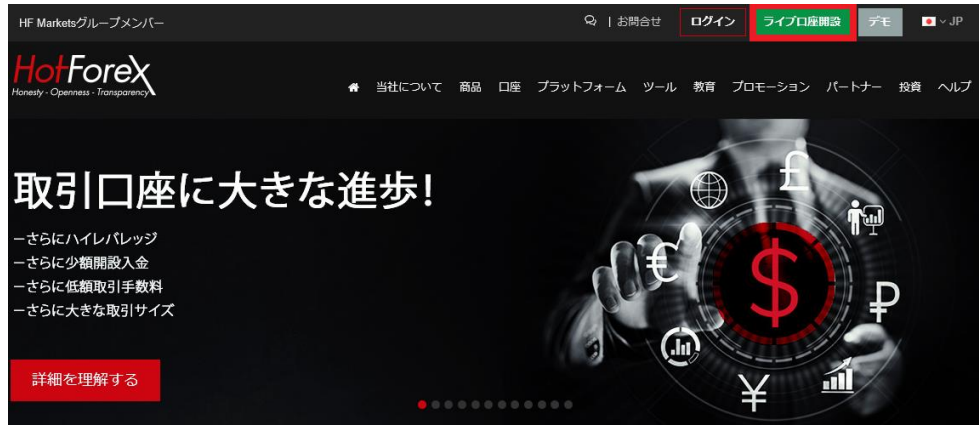 HF Marketsグループメンバー
| お問合せ
ログイン
ライブ口座開設
デモ
JP
HotForeX
Honesty - Openness - Transparency
当社について 商品 口座 プラットフォーム ツール 教育 プロモーション パートナー 投資 ヘルプ
取引口座に大きな進歩!
－さらにハイレバレッジ
－さらに少額開設入金
－さらに低額取引手数料
－さらに大きな取引サイズ
詳細を理解する
£
€
$
₽
¥